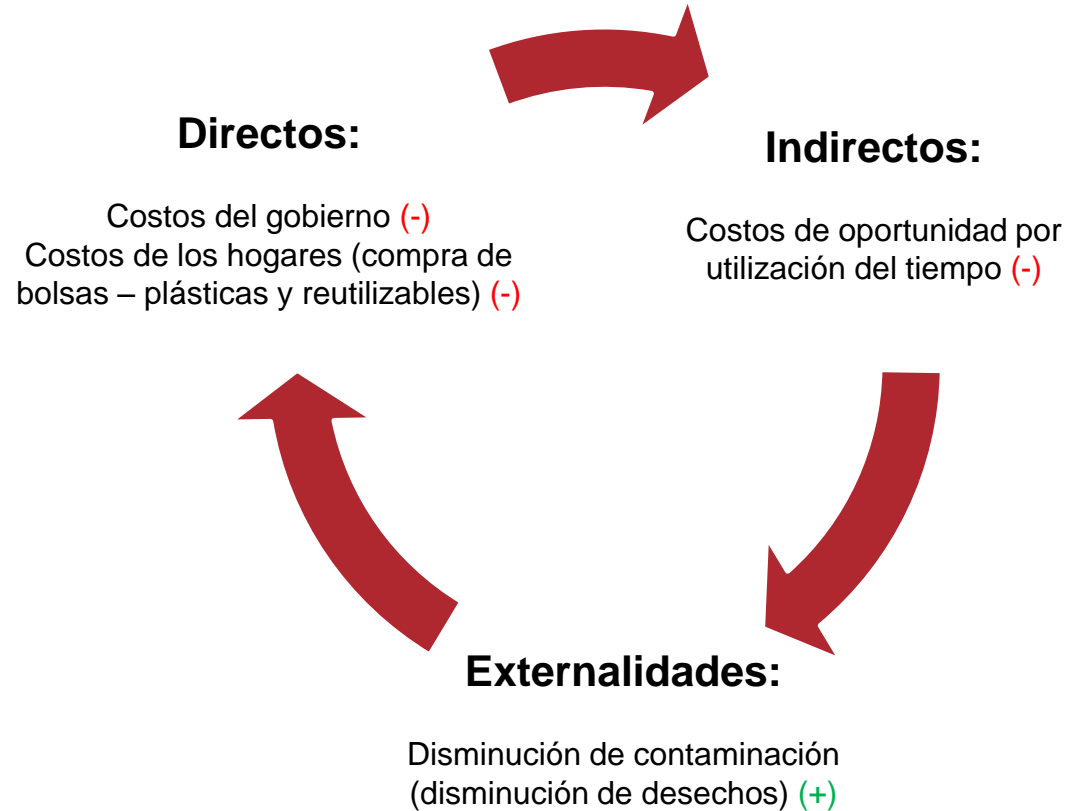 Directos:
Costos del gobierno (-)
Costos de los hogares (compra de
bolsas – plásticas y reutilizables) (-)
Indirectos:
Costos de oportunidad por
utilización del tiempo (-)
Externalidades:
Disminución de contaminación
(disminución de desechos) (+)